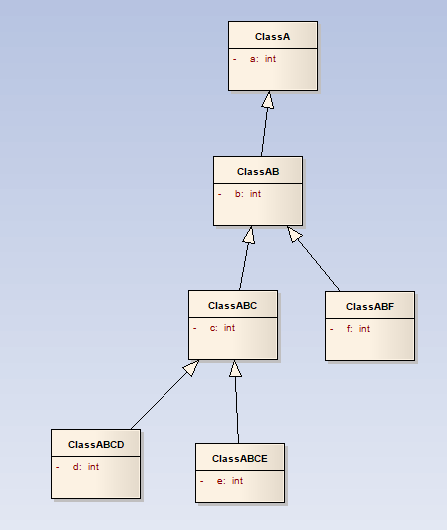 ClassA
- a: int
ClassAB
- b: int
ClassABC
- c: int
ClassABF
- f: int
ClassABCD
- d: int
ClassABCE
- e: int